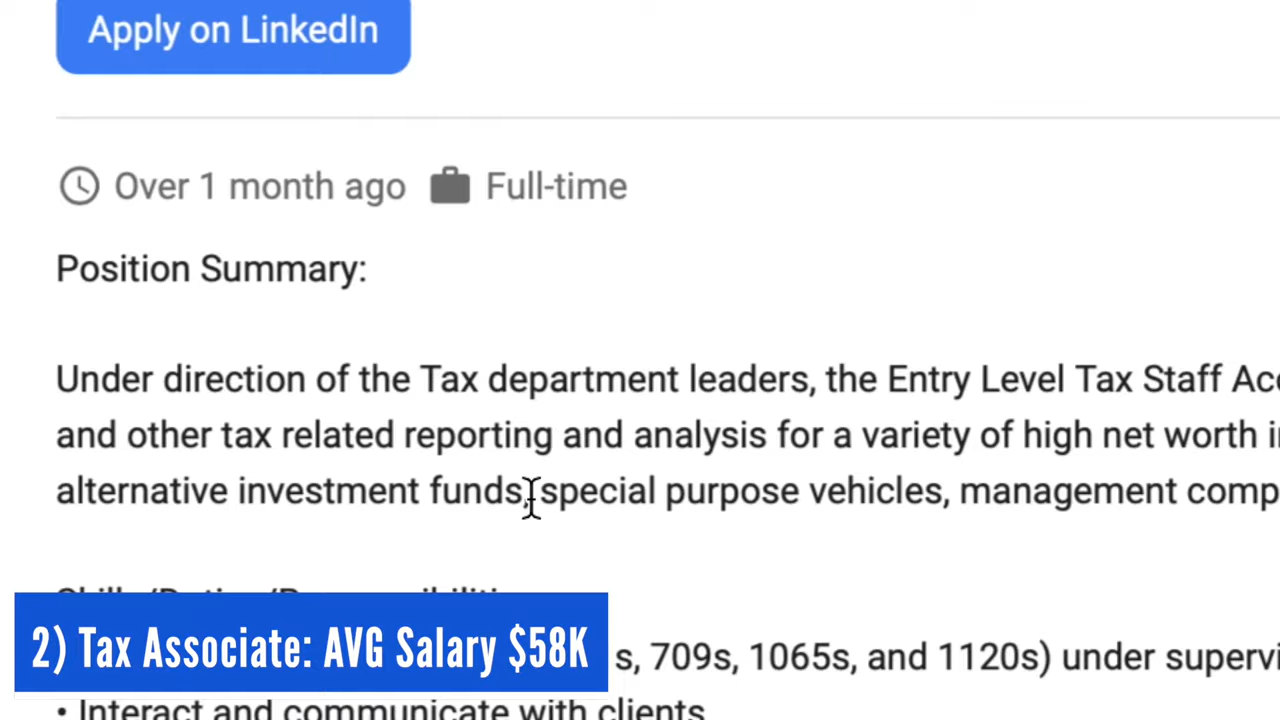 Apply on LinkedIn
Over 1 month ago Full-time
Position Summary:
Under direction of the Tax department leaders, the Entry Level Tax Staff
and other tax related reporting and analysis for a variety of high net worth
alternative investment funds, special purpose vehicles, management
2) Tax Associate: AVG Salary $58K
709s, 1065s, and 1120s) under
• Interact and communicate with clients